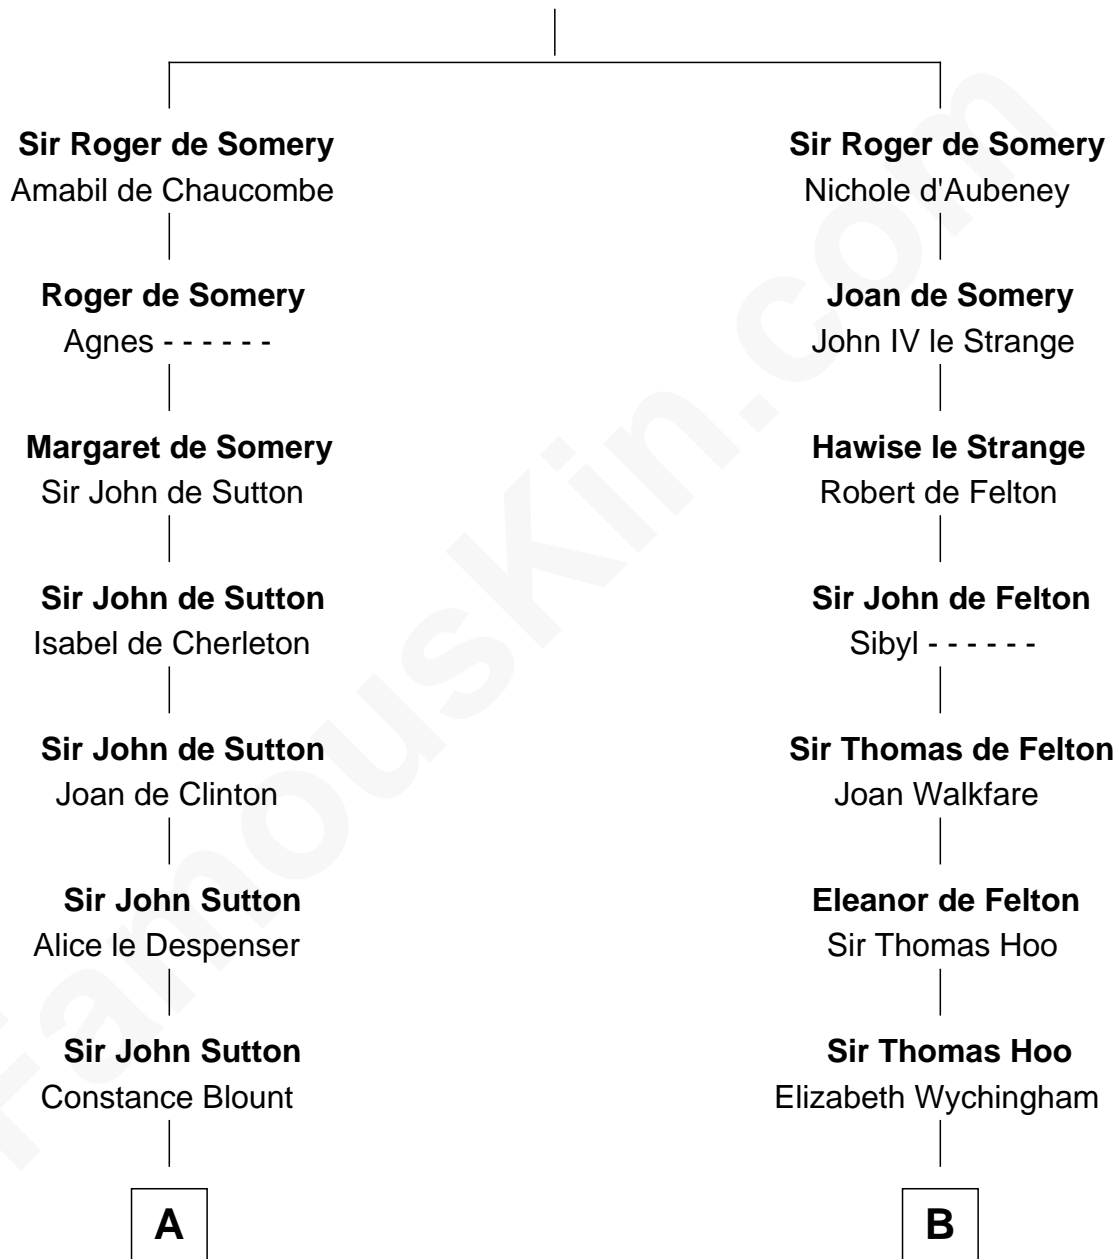 Sir Roger de Somery
Amabil de Chaucombe
Roger de Somery
Agnes - - - - - -
Margaret de Somery
Sir John de Sutton
Sir John de Sutton
Isabel de Cherleton
Sir John de Sutton
Joan de Clinton
Sir John Sutton
Alice le Despenser
Sir John Sutton
Constance Blount
A
Sir Roger de Somery
Nichole d'Aubeney
Joan de Somery
John IV le Strange
Hawise le Strange
Robert de Felton
Sir John de Felton
Sibyl - - - - - -
Sir Thomas de Felton
Joan Walkfare
Eleanor de Felton
Sir Thomas Hoo
Sir Thomas Hoo
Elizabeth Wychingham
B
FamousKin.com